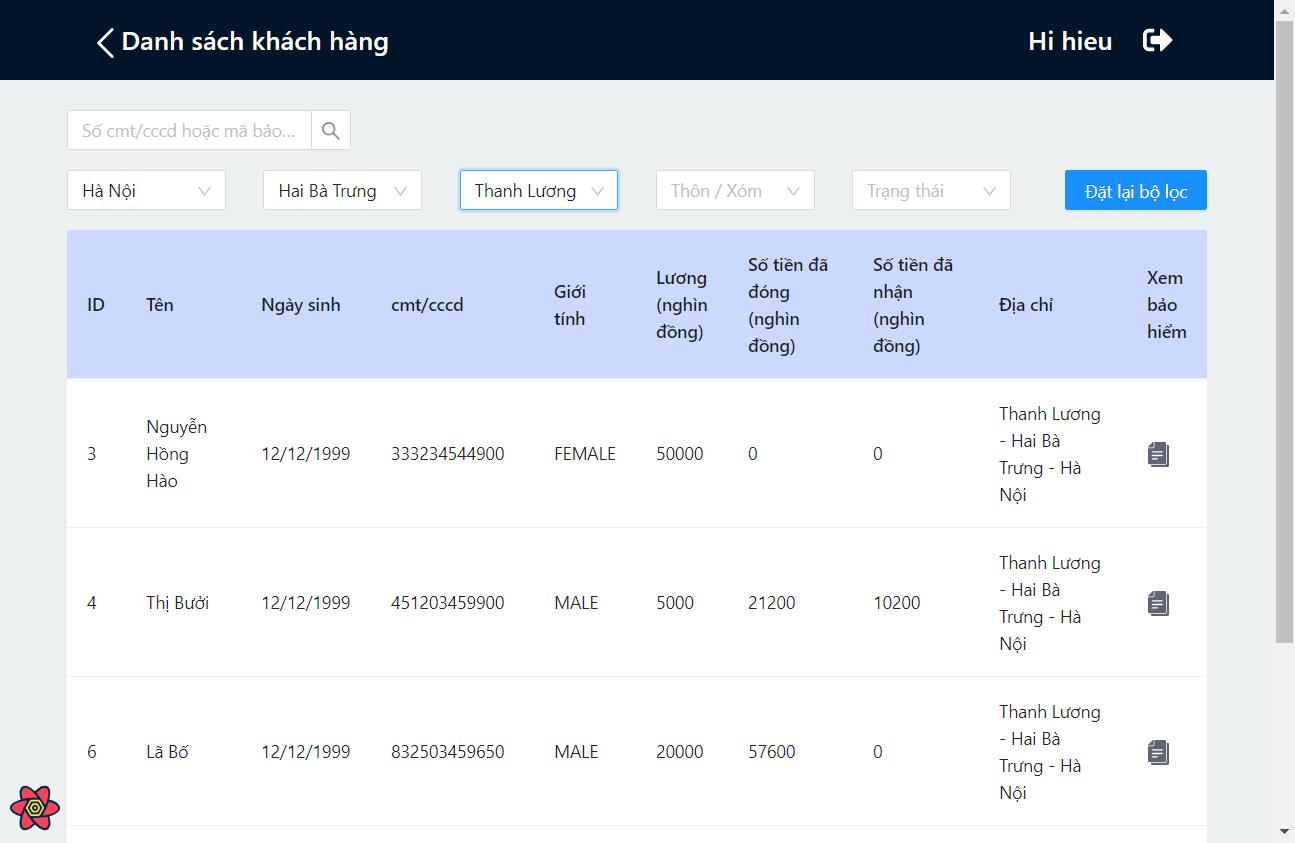 Danh sách khách hàng
Hi hieu
Số cmt/cccd hoặc mã bảo...
Hà Nội
Hai Bà Trưng
Thanh Lương
Thôn / Xóm
Trạng thái
Đặt lại bộ lọc
ID
Tên
Ngày sinh
cmt/cccd
Giới
tính
Lương
(nghìn
đồng)
Số tiền đã
đóng
(nghìn
đồng)
Số tiền đã
nhận
(nghìn
đồng)
Địa chỉ
Xem
bảo
hiểm
3
Nguyễn
Hồng
Hào
12/12/1999
333234544900
FEMALE
50000
0
0
Thanh Lương
- Hai Bà
Trưng - Hà
Nội
4
Thị Bưởi
12/12/1999
451203459900
MALE
5000
21200
10200
Thanh Lương
- Hai Bà
Trưng - Hà
Nội
6
Lã Bố
12/12/1999
832503459650
MALE
20000
57600
0
Thanh Lương
- Hai Bà
Trưng - Hà
Nội